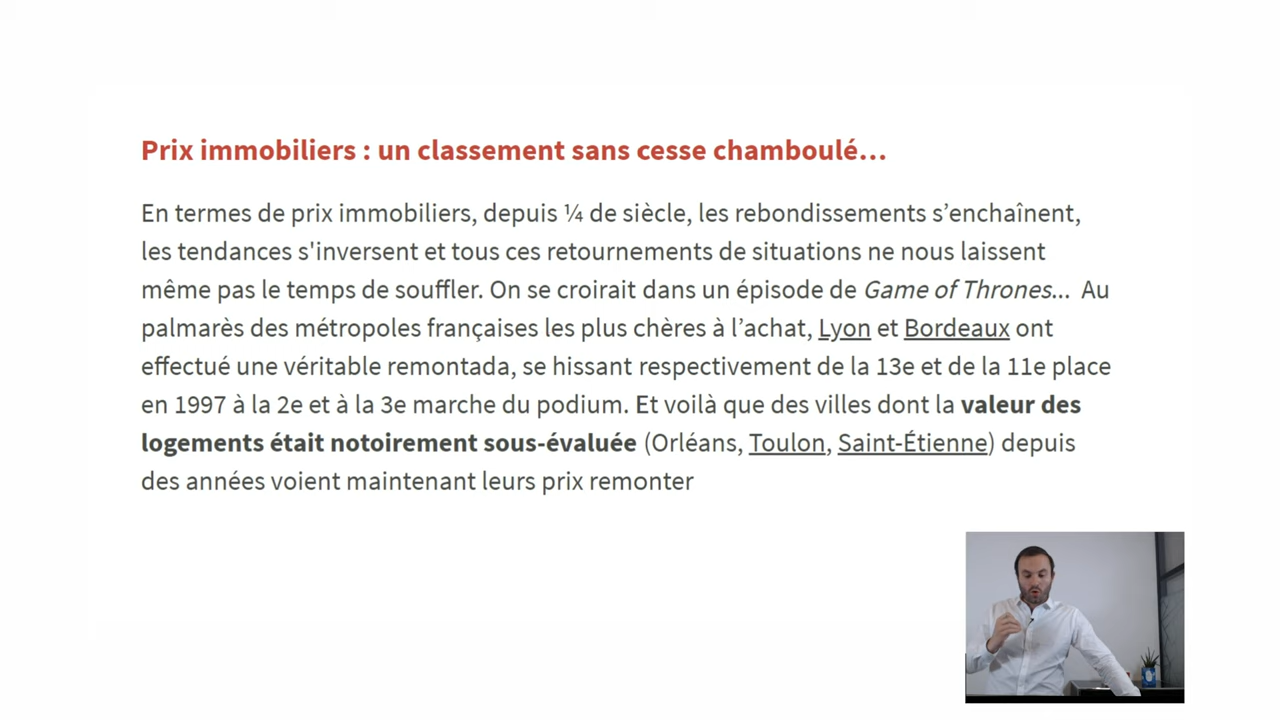 Prix immobiliers : un classement sans cesse chamboulé…
En termes de prix immobiliers, depuis ¼ de siècle, les rebondissements s’enchaînent,
les tendances s'inversent et tous ces retournements de situations ne nous laissent
même pas le temps de souffler. On se croirait dans un épisode de Game of Thrones... Au
palmarès des métropoles françaises les plus chères à l’achat, Lyon et Bordeaux ont
effectué une véritable remontada, se hissant respectivement de la 13e et de la 11e place
en 1997 à la 2e et à la 3e marche du podium. Et voilà que des villes dont la valeur des
logements était notoirement sous-évaluée (Orléans, Toulon, Saint-Étienne) depuis
des années voient maintenant leurs prix remonter